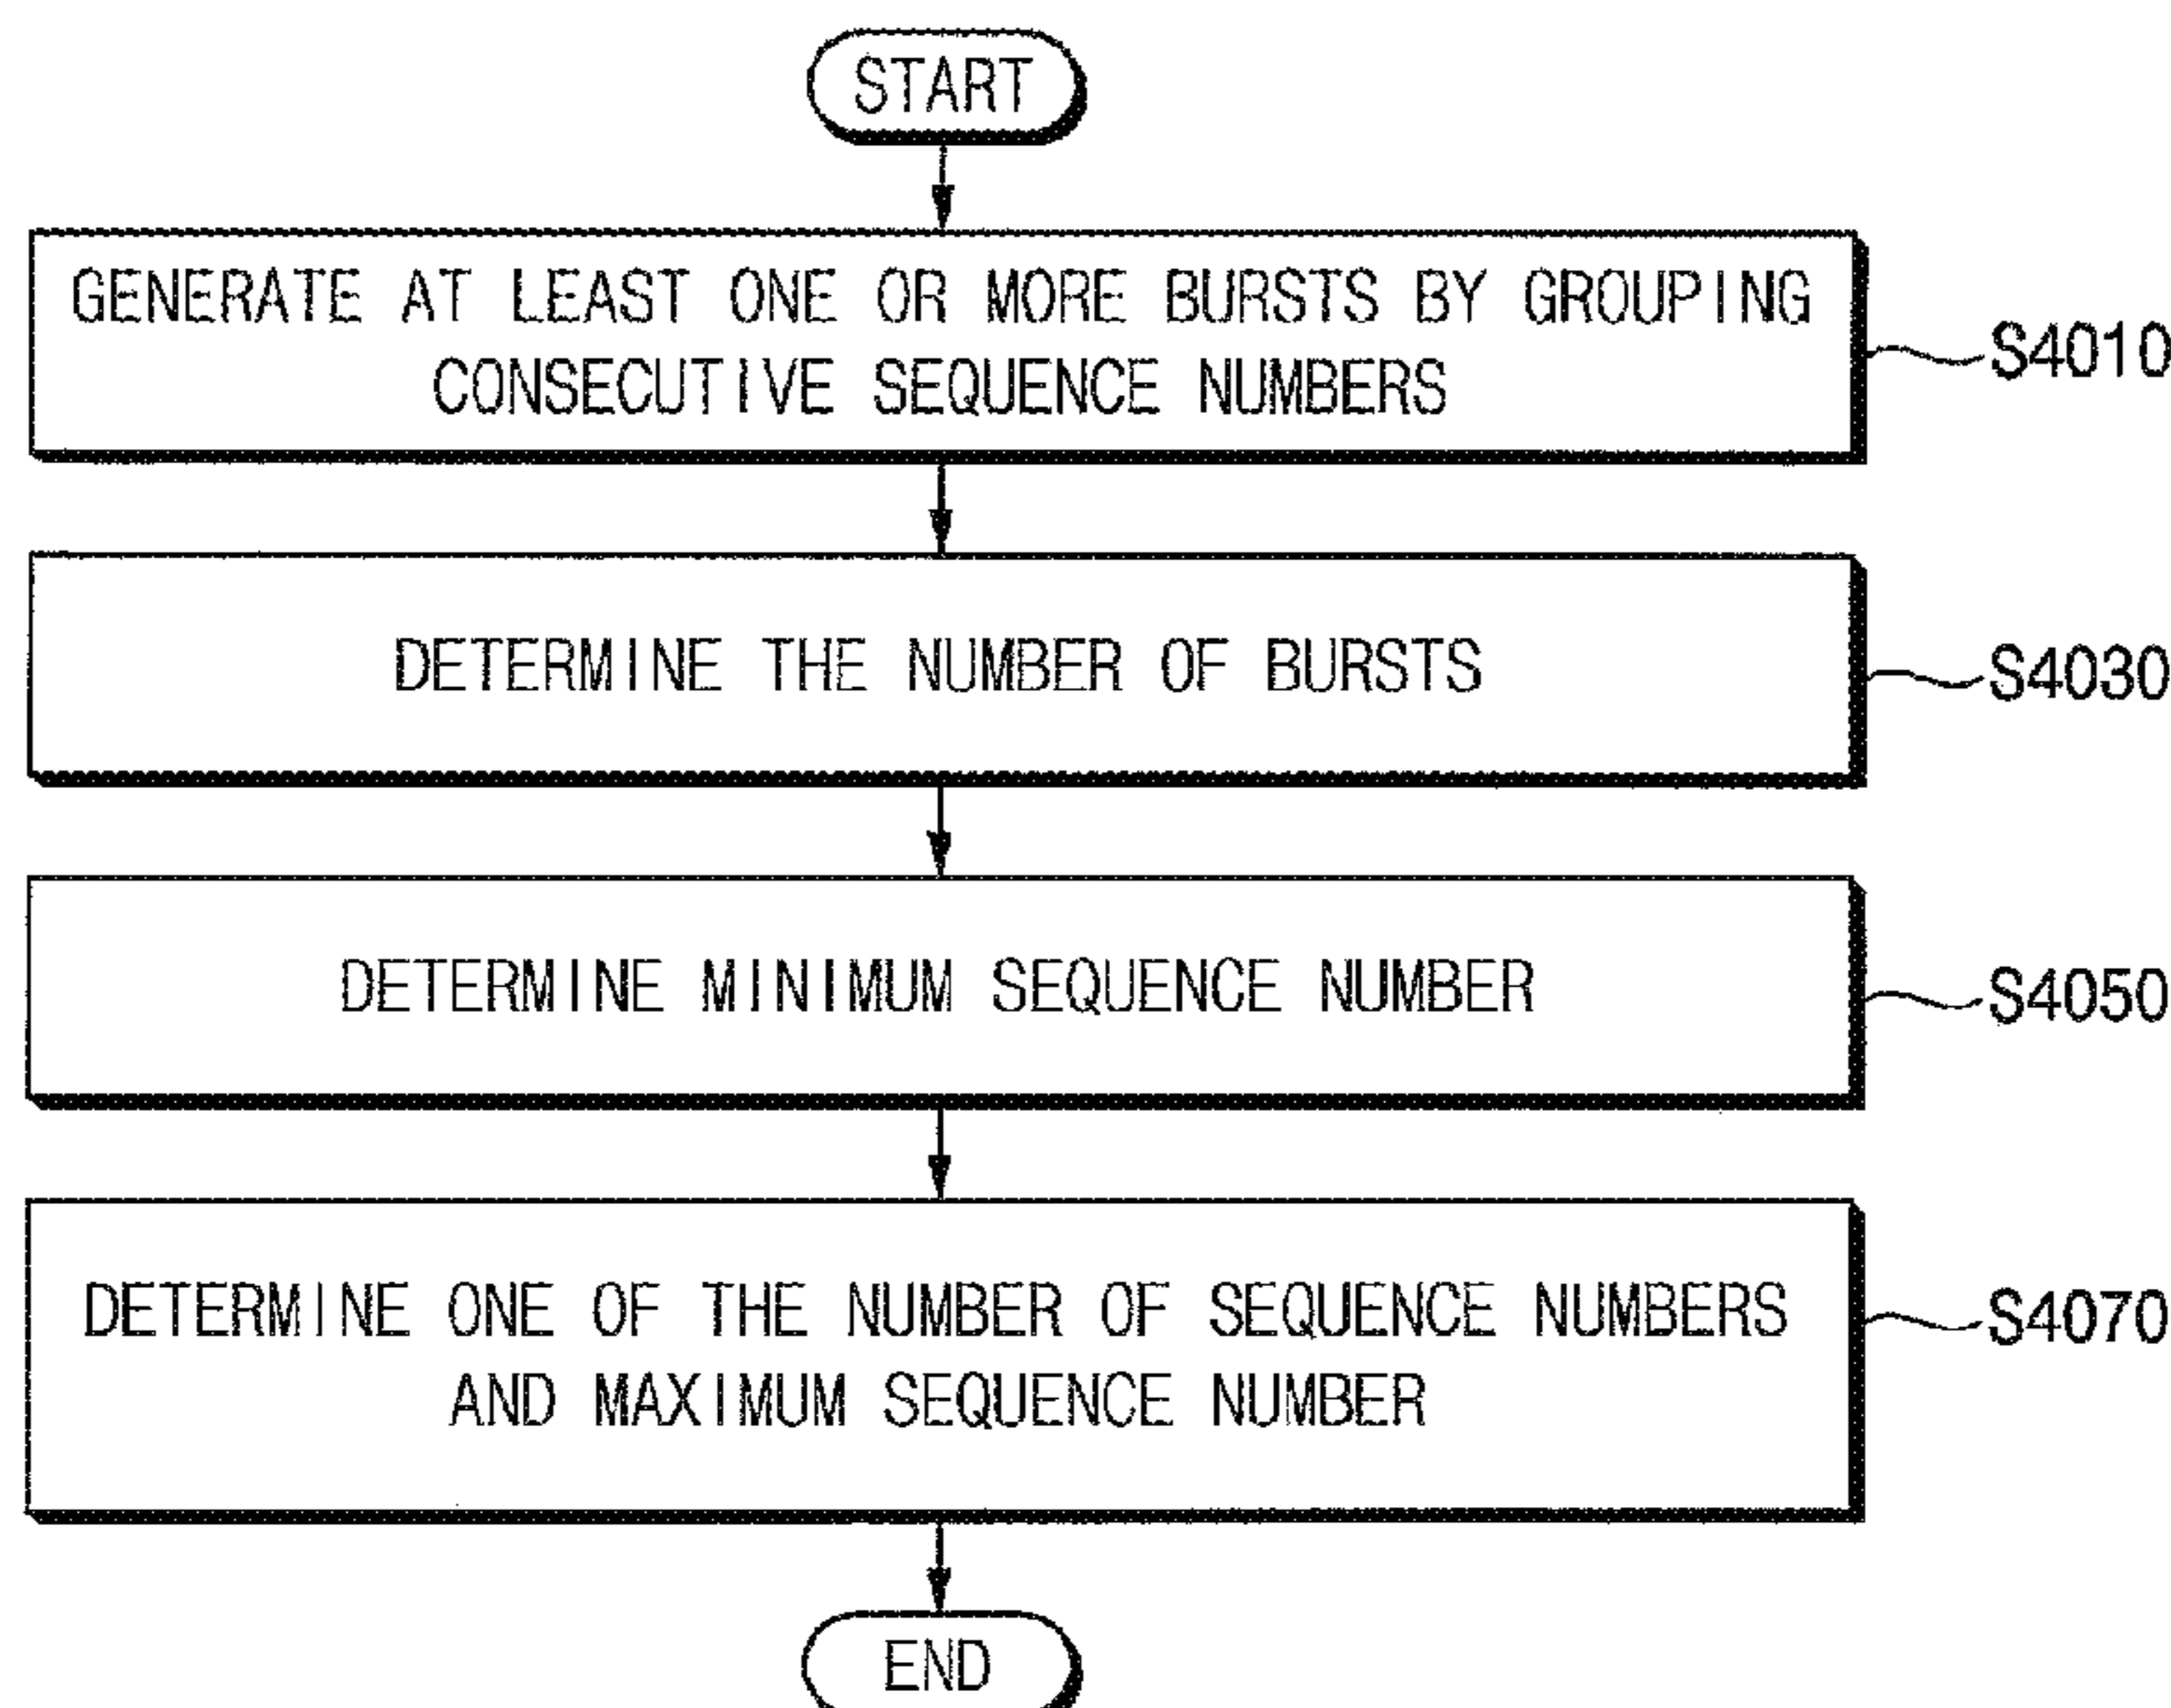 START
GENERATE AT LEAST ONE OR MORE BURSTS BY GROUPING
CONSECUTIVE SEQUENCE NUMBERS
S4010
DETERMINE THE NUMBER OF BURSTS
S4030
DETERMINE MINIMUM SEQUENCE NUMBER
S4050
DETERMINE ONE OF THE NUMBER OF SEQUENCE NUMBERS
AND MAXIMUM SEQUENCE NUMBER
S4070
END